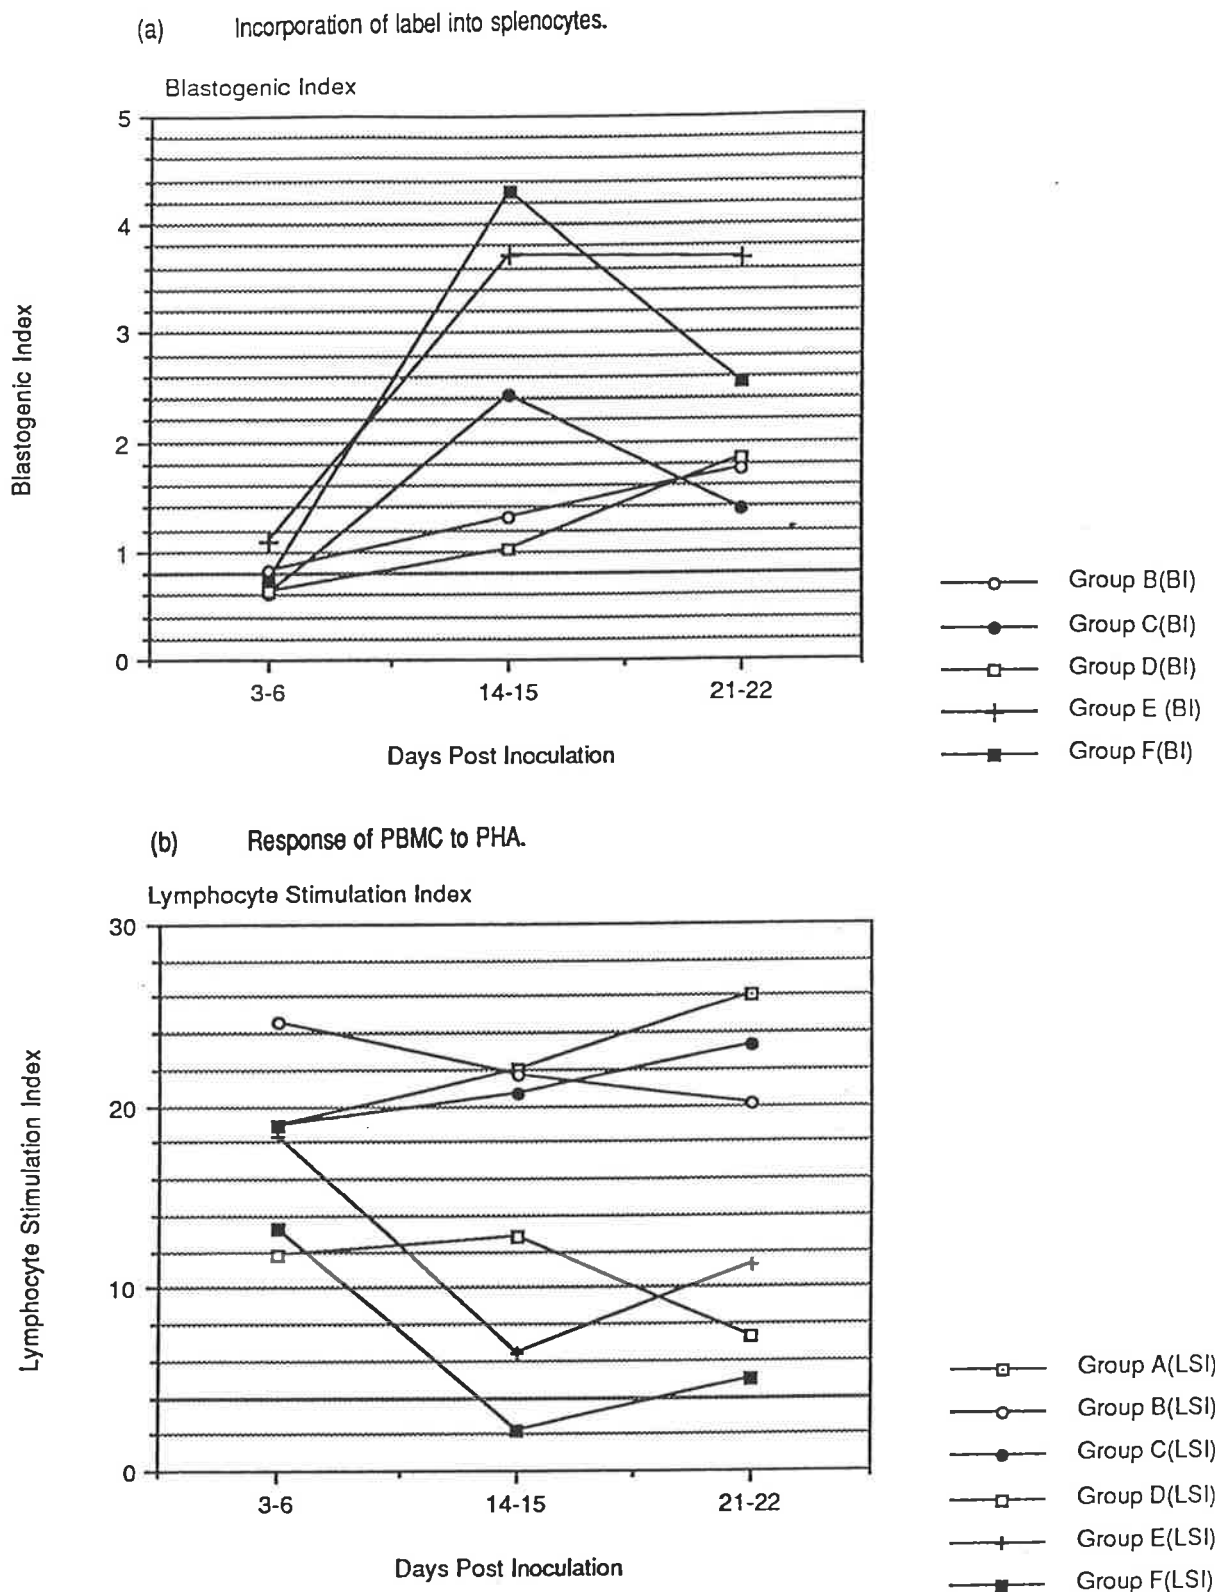 (a) Incorporation of label into splenocytes.
Blastogenic Index
5
4
3
2
1
0
Blastogenic Index
3-6 14-15 21-22
Days Post Inoculation
Group B(BI)
Group C(BI)
Group D(BI)
Group E (BI)
Group F(BI)
(b) Response of PBMC to PHA.
Lymphocyte Stimulation Index
30
20
10
0
Lymphocyte Stimulation Index
3-6 14-15 21-22
Days Post Inoculation
Group A(LSI)
Group B(LSI)
Group C(LSI)
Group D(LSI)
Group E(LSI)
Group F(LSI)